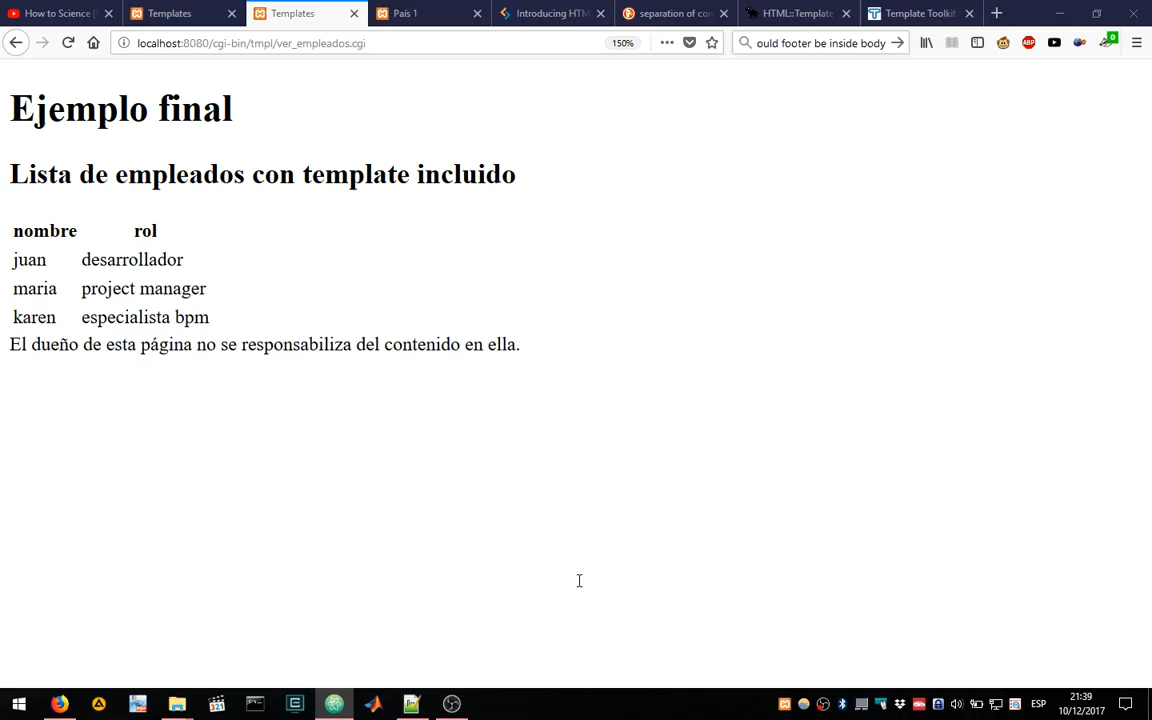 How to Science
Templates
Templates
País 1
Introducing HTM
separation of con
HTML::Template
Template Toolkit
localhost:8080/cgi-bin/tmpl/ver_empleados.cgi
150%
ould footer be inside body
ABP
0
Ejemplo final
Lista de empleados con template incluido
nombre rol
juan desarrollador
maria project manager
karen especialista bpm
El dueño de esta página no se responsabiliza del contenido en ella.
ESP
21:39
10/12/2017